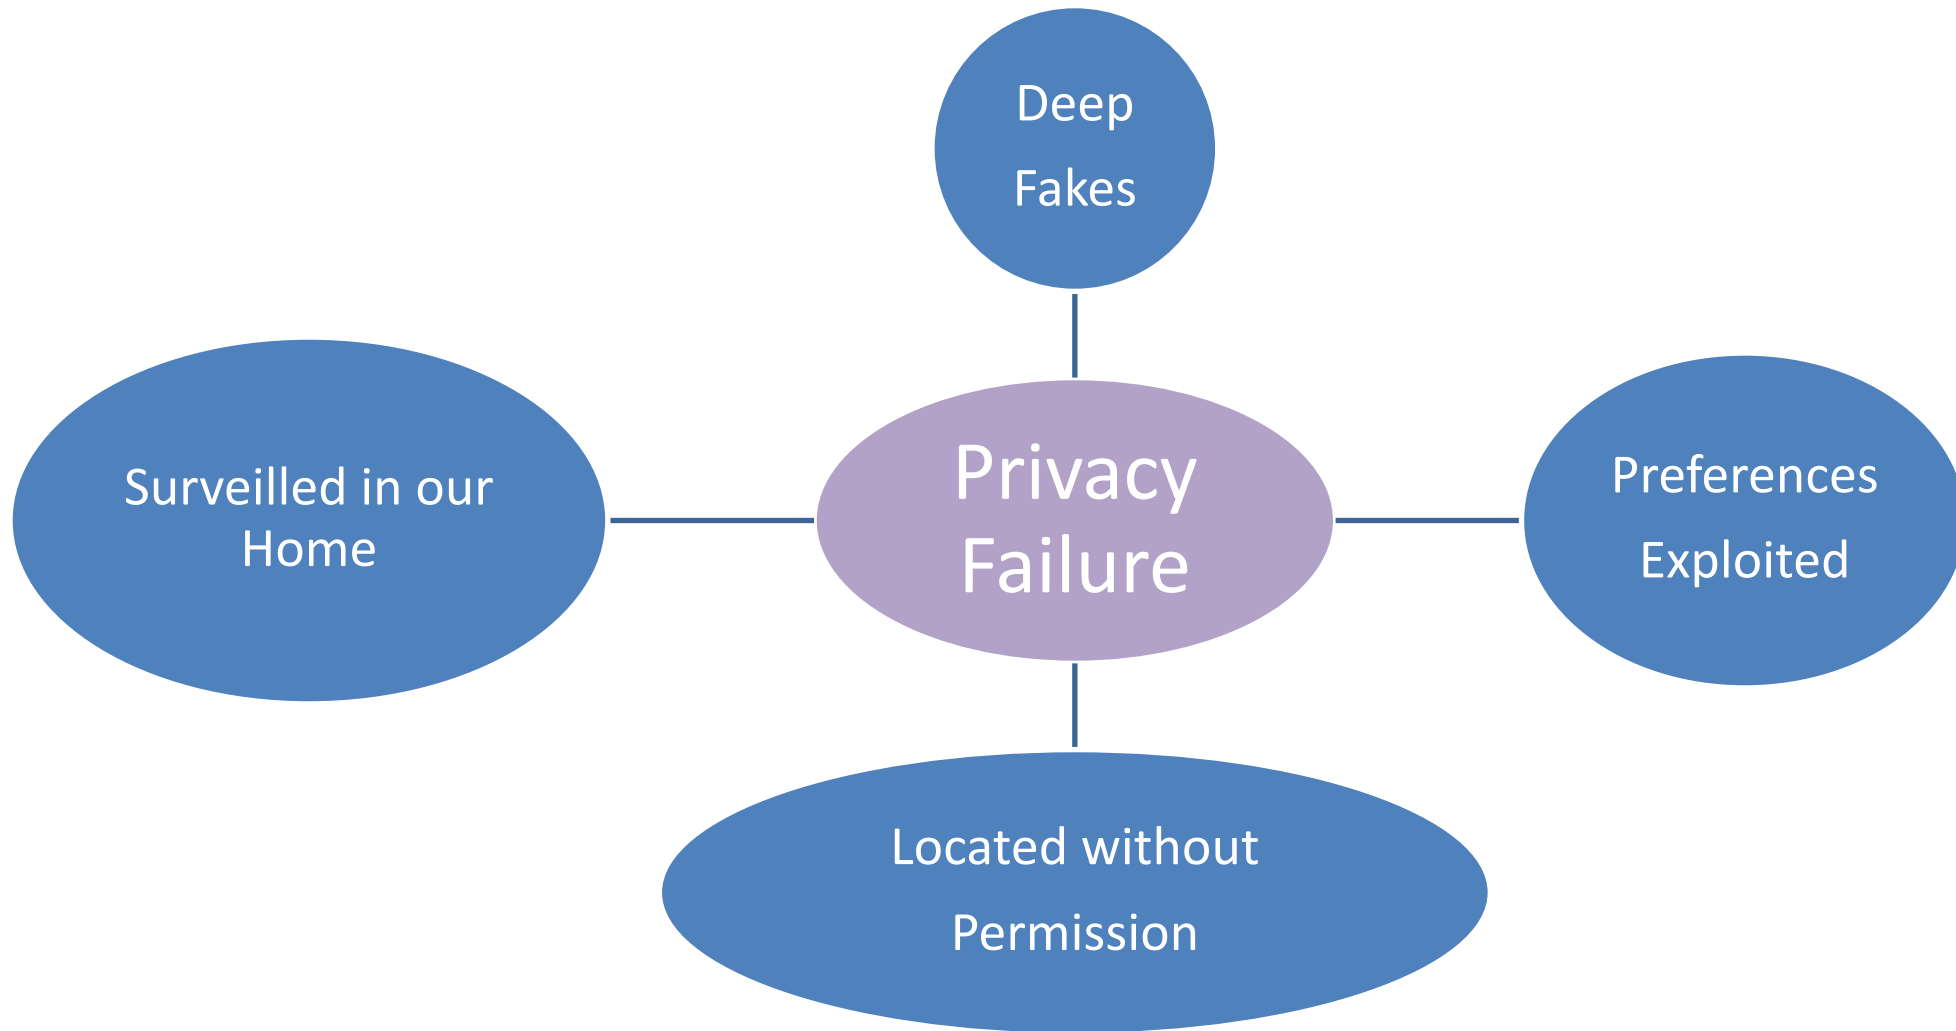 Deep
Fakes
Surveilled in our
Home
Privacy
Failure
Preferences
Exploited
Located without
Permission